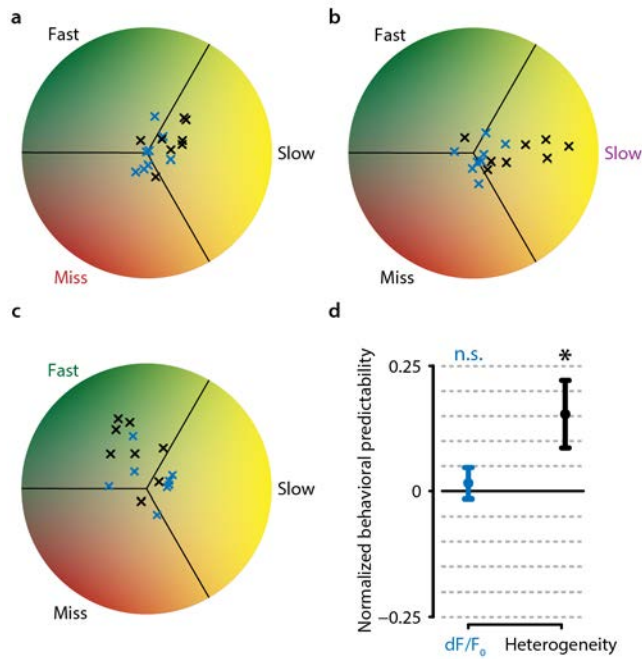 a
Fast
Slow
Miss
b
Fast
Slow
Miss
c
Fast
Slow
Miss
d
Normalized behavioral predictability
n.s.
*
0.25
0
−0.25
dF/F₀
Heterogeneity